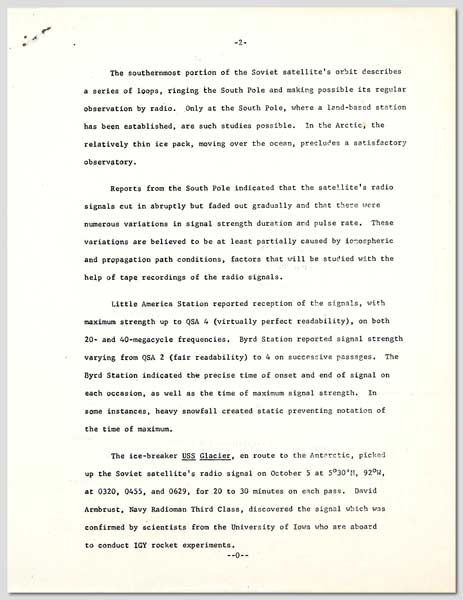 -2-
The southernmost portion of the Soviet satellite's orbit describes
a series of loops, ringing the South Pole and making possible its regular
observation by radio. Only at the South Pole, where a land-based station
has been established, are such studies possible. In the Arctic, the
relatively thin ice pack, moving over the ocean, precludes a satisfactory
observatory.
Reports from the South Pole indicated that the satellite's radio
signals cut in abruptly but faded out gradually and that there were
numerous variations in signal strength duration and pulse rate. These
variations are believed to be at least partially caused by ionospheric
and propagation path conditions, factors that will be studied with the
help of tape recordings of the radio signals.
Little America Station reported reception of the signals, with
maximum strength up to QSA 4 (virtually perfect readability), on both
20- and 40-megacycle frequencies. Byrd Station reported signal strength
varying from QSA 2 (fair readability) to 4 on successive passages. The
Byrd Station indicated the precise time of onset and end of signal on
each occasion, as well as the time of maximum signal strength. In
some instances, heavy snowfall created static preventing notation of
the time of maximum.
The ice-breaker USS Glacier, en route to the Antarctic, picked
up the Soviet satellite's radio signal on October 5 at 5°30'N, 92°W,
at 0320, 0455, and 0629, for 20 to 30 minutes on each pass. David
Armbrust, Navy Radioman Third Class, discovered the signal which was
confirmed by scientists from the University of Iowa who are aboard
to conduct IGY rocket experiments.
--0--